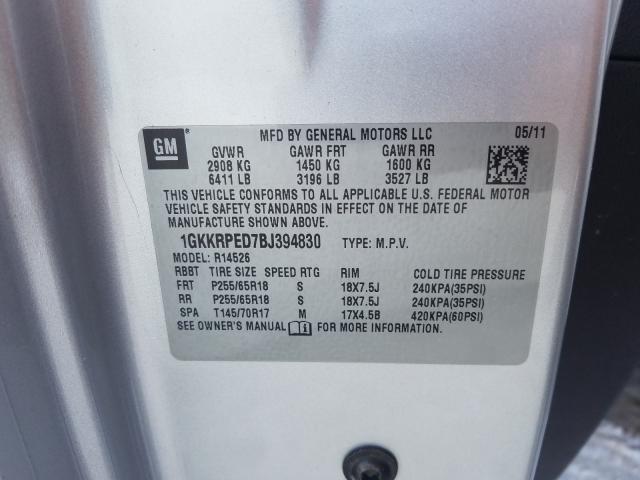 GM
MFD BY GENERAL MOTORS LLC 05/11
GVWR GAWR FRT GAWR RR
2908 KG 1450 KG 1600 KG
6411 LB 3196 LB 3527 LB
THIS VEHICLE CONFORMS TO ALL APPLICABLE U.S. FEDERAL MOTOR
VEHICLE SAFETY STANDARDS IN EFFECT ON THE DATE OF
MANUFACTURE SHOWN ABOVE.
1GKKRPED7BJ394830 TYPE: M.P.V.
MODEL: R14526
RBBT TIRE SIZE SPEED RTG RIM COLD TIRE PRESSURE
FRT P255/65R18 S 18X7.5J 240KPA(35PSI)
RR P255/65R18 S 18X7.5J 240KPA(35PSI)
SPA T145/70R17 M 17X4.5B 420KPA(60PSI)
SEE OWNER'S MANUAL FOR MORE INFORMATION.